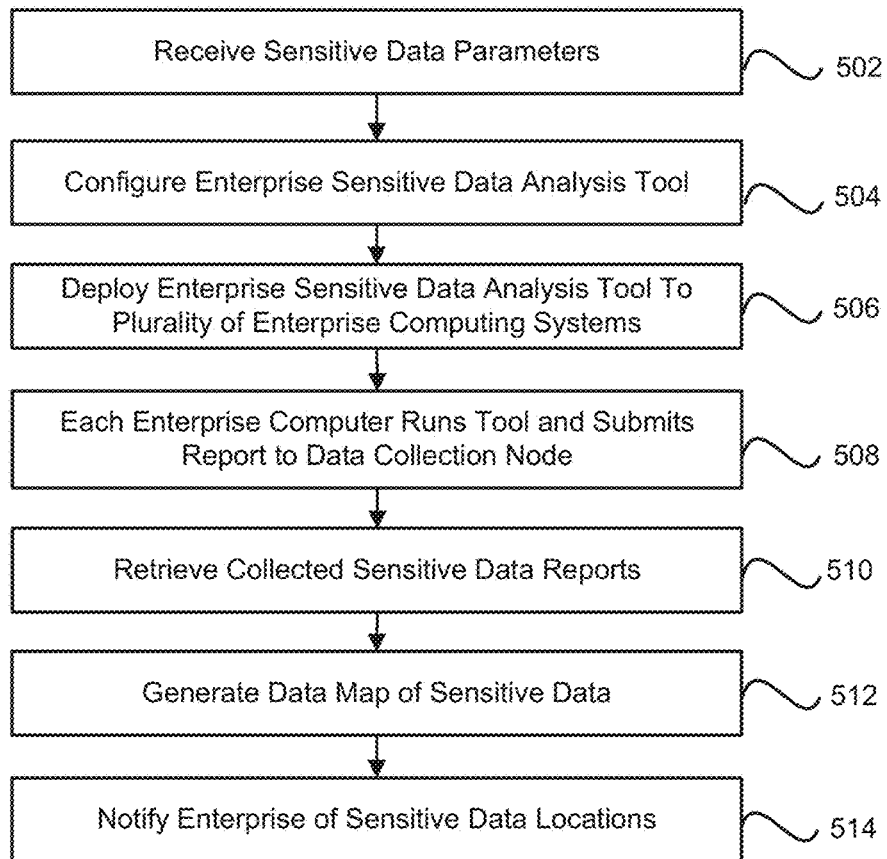 Receive Sensitive Data Parameters
502
Configure Enterprise Sensitive Data Analysis Tool
504
Deploy Enterprise Sensitive Data Analysis Tool To
Plurality of Enterprise Computing Systems
506
Each Enterprise Computer Runs Tool and Submits
Report to Data Collection Node
508
Retrieve Collected Sensitive Data Reports
510
Generate Data Map of Sensitive Data
512
Notify Enterprise of Sensitive Data Locations
514